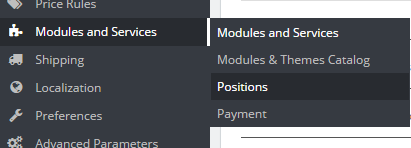 Price Rules
Modules and Services
Shipping
Localization
Preferences
Advanced Parameters
Modules and Services
Modules & Themes Catalog
Positions
Payment